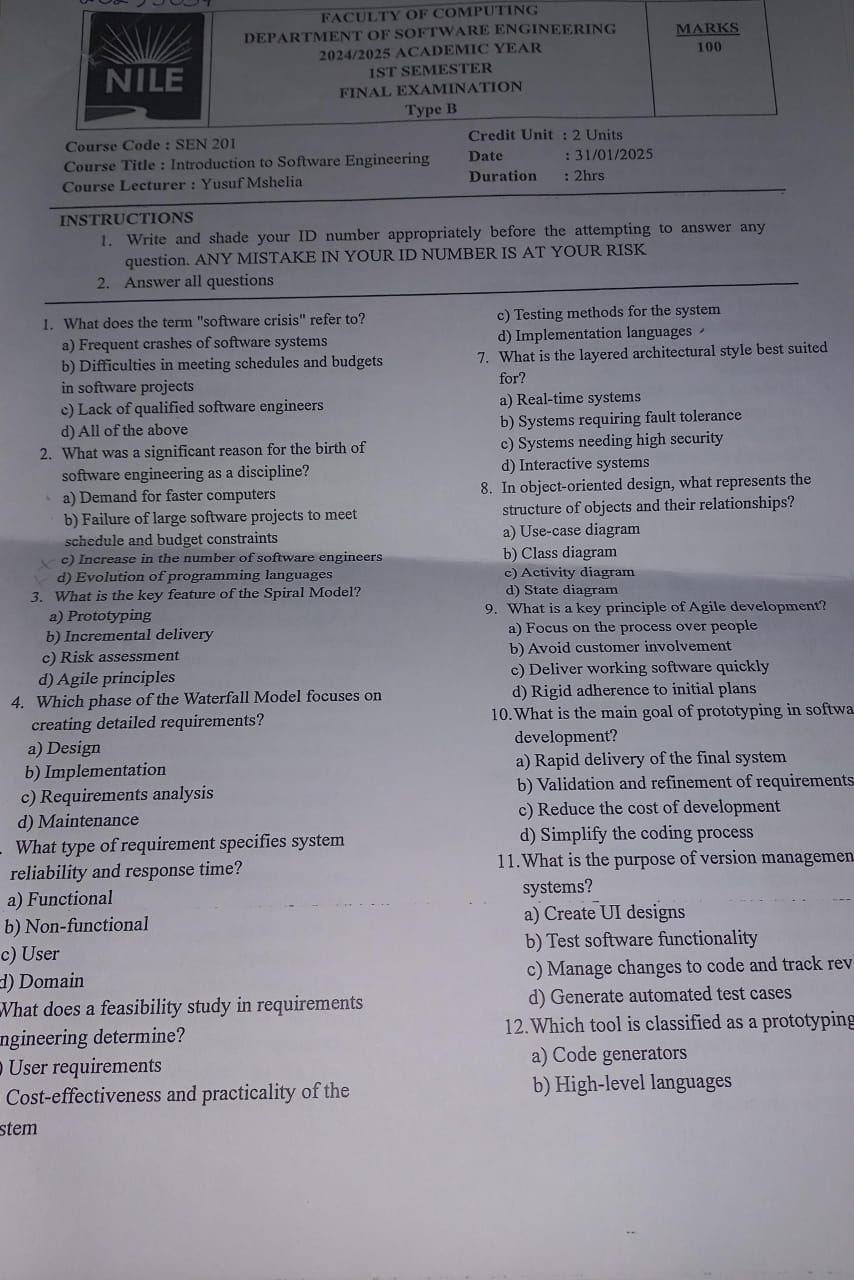 FACULTY OF COMPUTING
DEPARTMENT OF SOFTWARE ENGINEERING
2024/2025 ACADEMIC YEAR
1ST SEMESTER
FINAL EXAMINATION
Type B
MARKS
100
NILE
Course Code : SEN 201
Course Title : Introduction to Software Engineering
Course Lecturer : Yusuf Mshelia
Credit Unit : 2 Units
Date : 31/01/2025
Duration : 2hrs
INSTRUCTIONS
1. Write and shade your ID number appropriately before the attempting to answer any
question. ANY MISTAKE IN YOUR ID NUMBER IS AT YOUR RISK
2. Answer all questions
1. What does the term "software crisis" refer to?
a) Frequent crashes of software systems
b) Difficulties in meeting schedules and budgets
in software projects
c) Lack of qualified software engineers
d) All of the above
2. What was a significant reason for the birth of
software engineering as a discipline?
a) Demand for faster computers
b) Failure of large software projects to meet
schedule and budget constraints
c) Increase in the number of software engineers
d) Evolution of programming languages
3. What is the key feature of the Spiral Model?
a) Prototyping
b) Incremental delivery
c) Risk assessment
d) Agile principles
4. Which phase of the Waterfall Model focuses on
creating detailed requirements?
a) Design
b) Implementation
c) Requirements analysis
d) Maintenance
. What type of requirement specifies system
reliability and response time?
a) Functional
b) Non-functional
c) User
d) Domain
What does a feasibility study in requirements
ngineering determine?
) User requirements
Cost-effectiveness and practicality of the
stem
c) Testing methods for the system
d) Implementation languages
7. What is the layered architectural style best suited
for?
a) Real-time systems
b) Systems requiring fault tolerance
c) Systems needing high security
d) Interactive systems
8. In object-oriented design, what represents the
structure of objects and their relationships?
a) Use-case diagram
b) Class diagram
c) Activity diagram
d) State diagram
9. What is a key principle of Agile development?
a) Focus on the process over people
b) Avoid customer involvement
c) Deliver working software quickly
d) Rigid adherence to initial plans
10. What is the main goal of prototyping in softwa
development?
a) Rapid delivery of the final system
b) Validation and refinement of requirements
c) Reduce the cost of development
d) Simplify the coding process
11. What is the purpose of version managemen
systems?
a) Create UI designs
b) Test software functionality
c) Manage changes to code and track rev
d) Generate automated test cases
12. Which tool is classified as a prototyping
a) Code generators
b) High-level languages